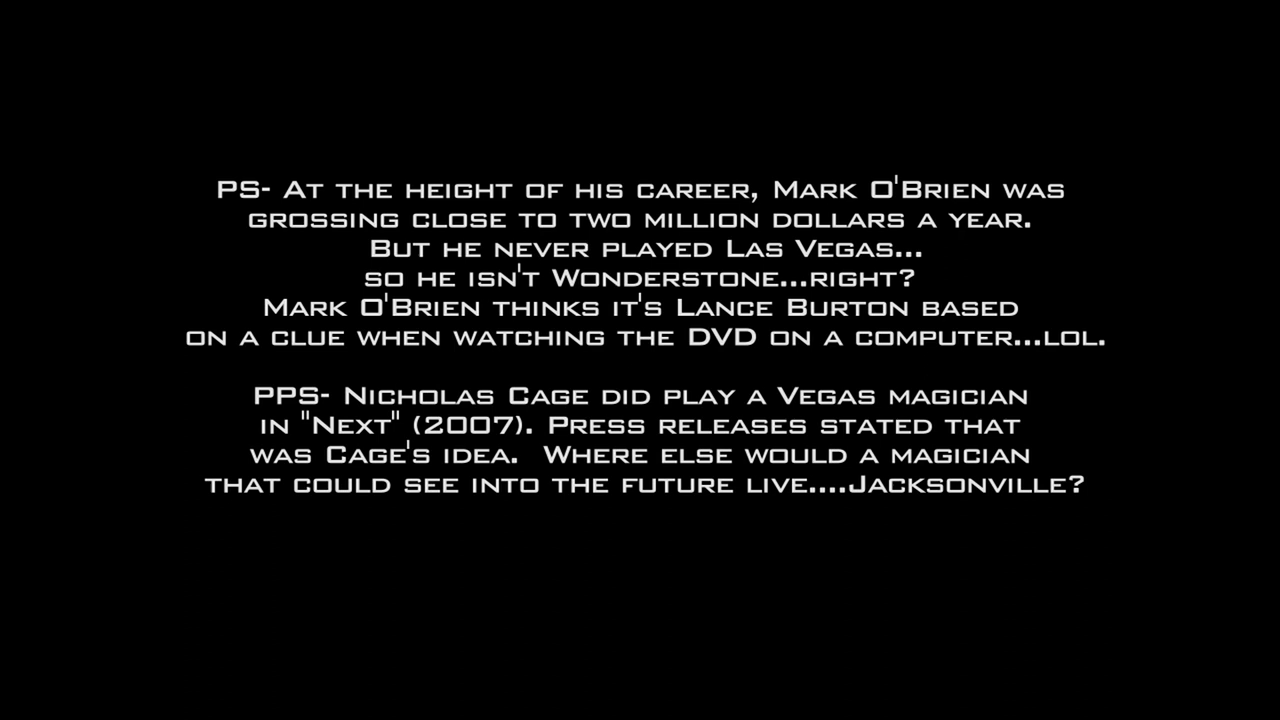 PS- At the height of his career, Mark O'Brien was
grossing close to two million dollars a year.
But he never played Las Vegas...
so he isn't Wonderstone...right?
Mark O'Brien thinks it's Lance Burton based
on a clue when watching the DVD on a computer...lol.
PPS- Nicholas Cage did play a Vegas magician
in "Next" (2007). Press releases stated that
was Cage's idea. Where else would a magician
that could see into the future live....Jacksonville?